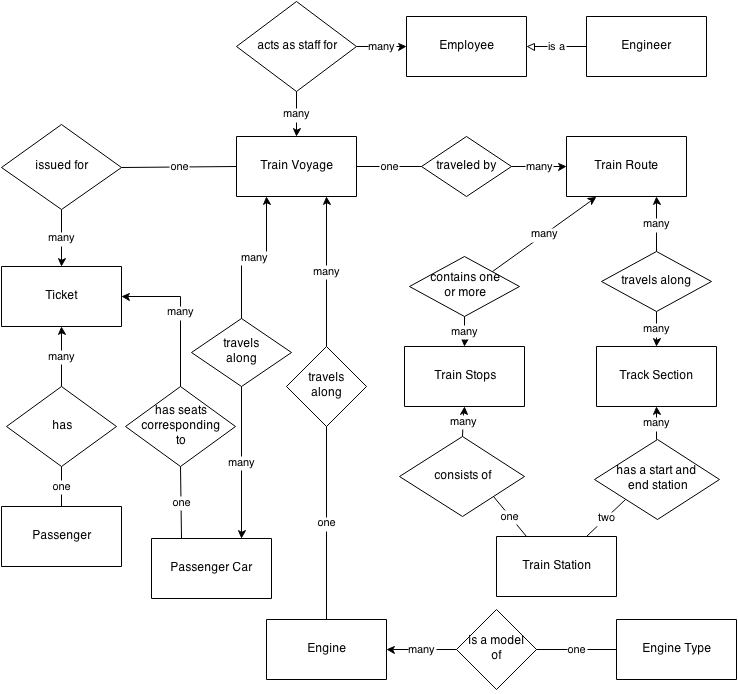 acts as staff for
many
Employee
is a
Engineer
many
issued for
one
Train Voyage
one
traveled by
many
Train Route
many
many
many
many
many
Ticket
many
contains one
or more
travels along
many
many
many
travels
along
Train Stops
Track Section
many
travels
along
has
has seats
corresponding
to
many
many
many
consists of
has a start and
end station
one
one
one
one
two
Passenger
Passenger Car
Train Station
Engine
many
Is a model
of
one
Engine Type